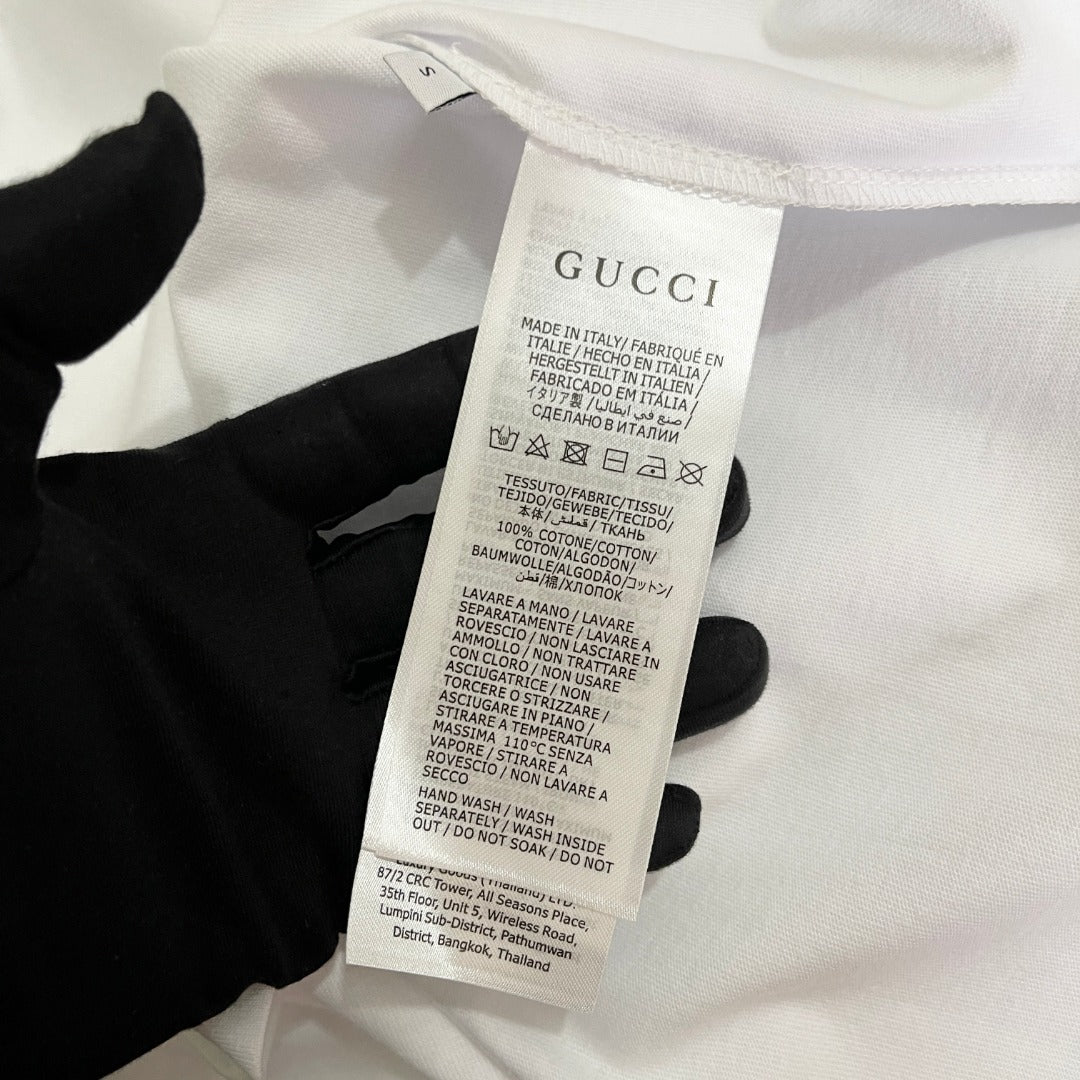 S
GUCCI
MADE IN ITALY/ FABRIQUÉ EN
ITALIE / HECHO EN ITALIA /
HERGESTELLT IN ITALIEN /
FABRICADO EM ITÁLIA /
イタリア製 / صنع في ايطاليا /
СДЕЛАНО В ИТАЛИИ
TESSUTO/FABRIC/TISSU/
TEJIDO/GEWEBE/TECIDO/
本体/ / ТКАНЬ
100% COTONE/COTTON/
COTON/ALGODON/
BAUMWOLLE/ALGODÃO/コットン/
قطن/棉/ХЛОПОК
LAVARE A MANO / LAVARE
SEPARATAMENTE / LAVARE A
ROVESCIO / NON LASCIARE IN
AMMOLLO / NON TRATTARE
CON CLORO / NON USARE
ASCIUGATRICE / NON
TORCERE O STRIZZARE /
ASCIUGARE IN PIANO /
STIRARE A TEMPERATURA
MASSIMA 110°C SENZA
VAPORE / STIRARE A
ROVESCIO / NON LAVARE A
SECCO
HAND WASH / WASH
SEPARATELY / WASH INSIDE
OUT / DO NOT SOAK / DO NOT
Luxury Goods (Thailand) LTD.
87/2 CRC Tower, All Seasons Place,
35th Floor, Unit 5, Wireless Road,
Lumpini Sub-District, Pathumwan
District, Bangkok, Thailand